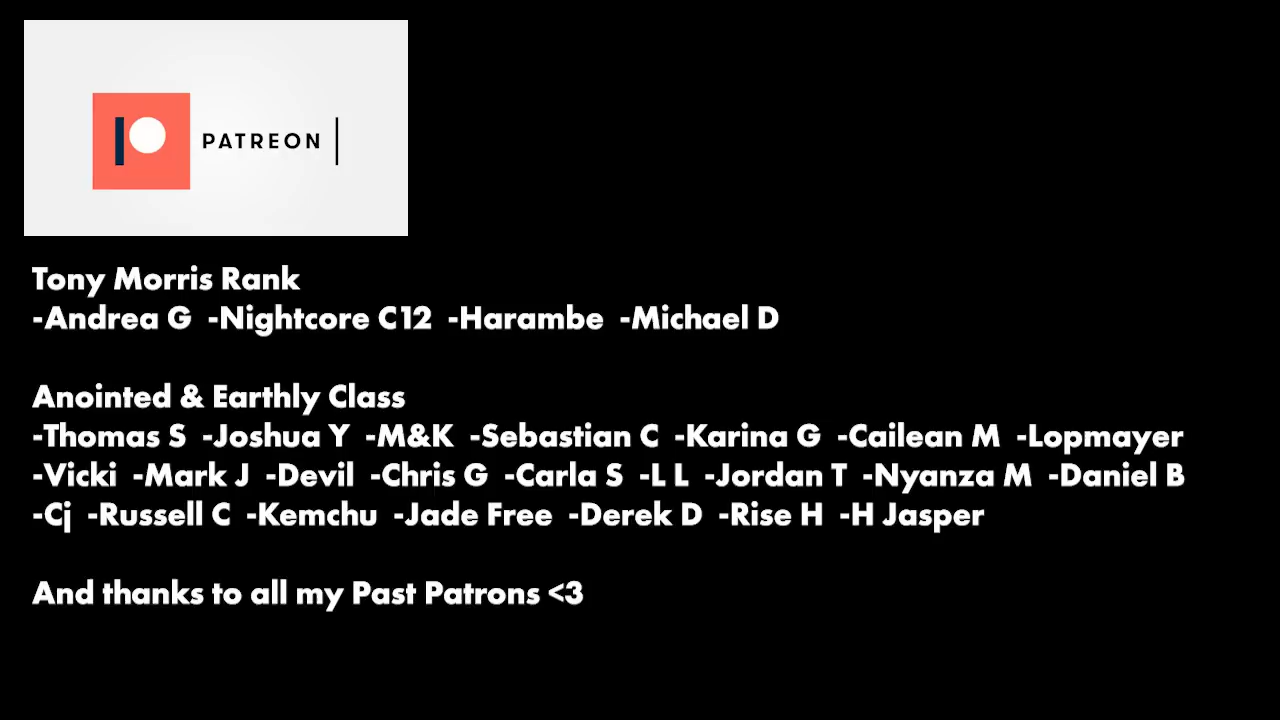 PATREON
Tony Morris Rank
-Andrea G -Nightcore C12 -Harambe -Michael D
Anointed & Earthly Class
-Thomas S -Joshua Y -M&K -Sebastian C -Karina G -Cailean M -Lopmayer
-Vicki -Mark J -Devil -Chris G -Carla S -L L -Jordan T -Nyanza M -Daniel B
-Cj -Russell C -Kemchu -Jade Free -Derek D -Rise H -H Jasper
And thanks to all my Past Patrons <3